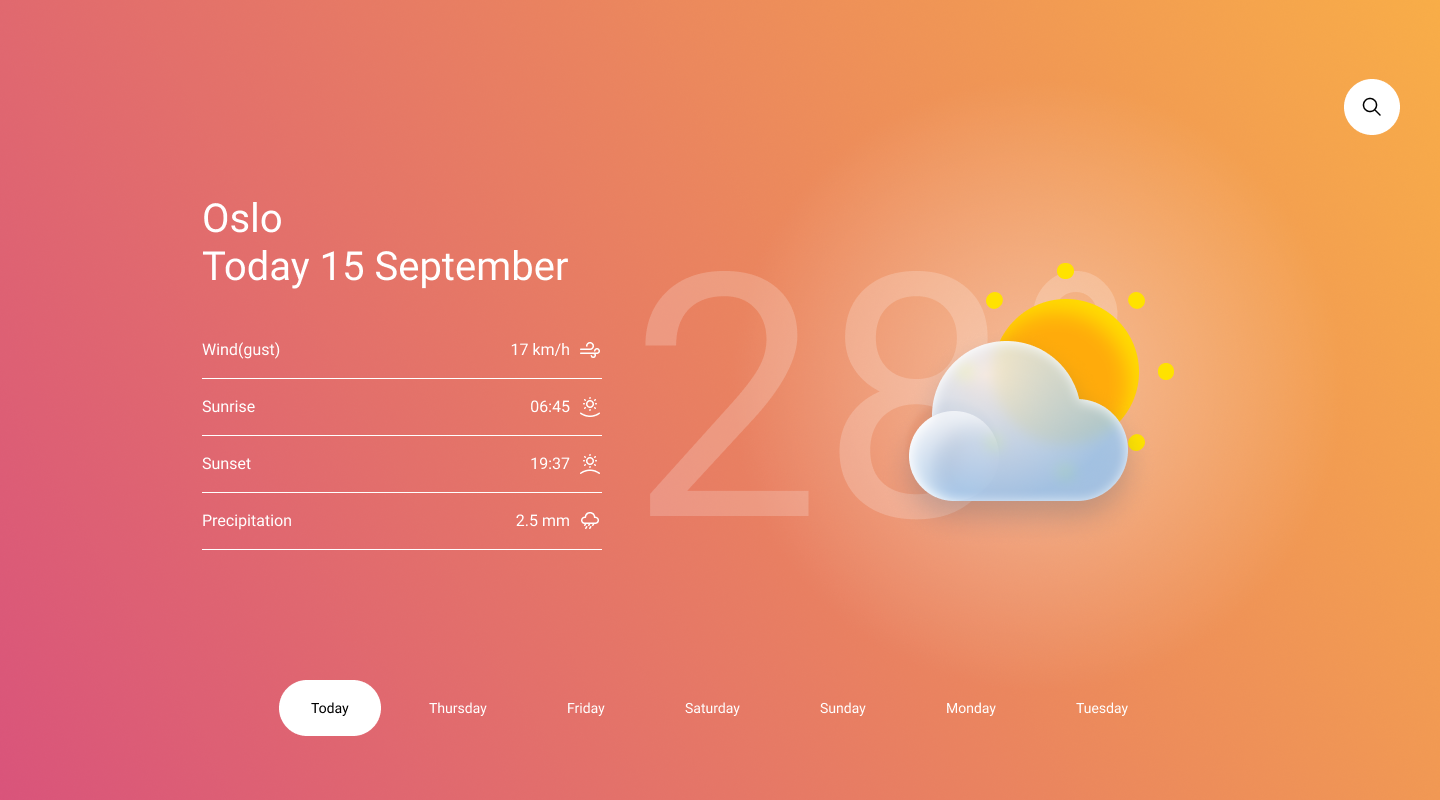 Oslo
Today 15 September
28°
Wind(gust) 17 km/h
Sunrise 06:45
Sunset 19:37
Precipitation 2.5 mm
Today Thursday Friday Saturday Sunday Monday Tuesday